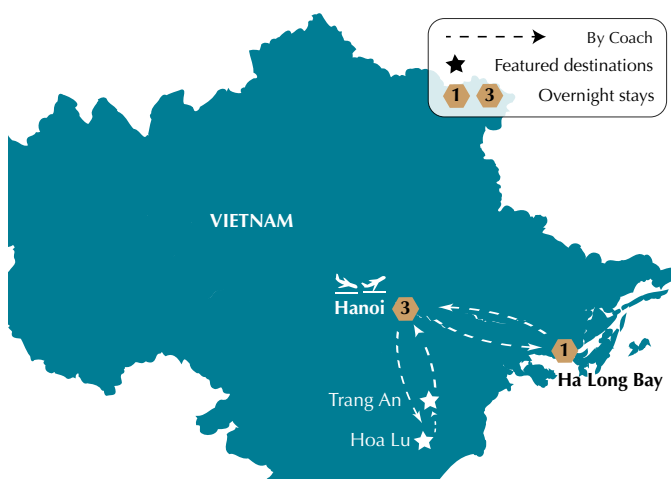 By Coach
Featured destinations
1 3 Overnight stays
VIETNAM
Hanoi 3
1
Ha Long Bay
Trang An
Hoa Lu